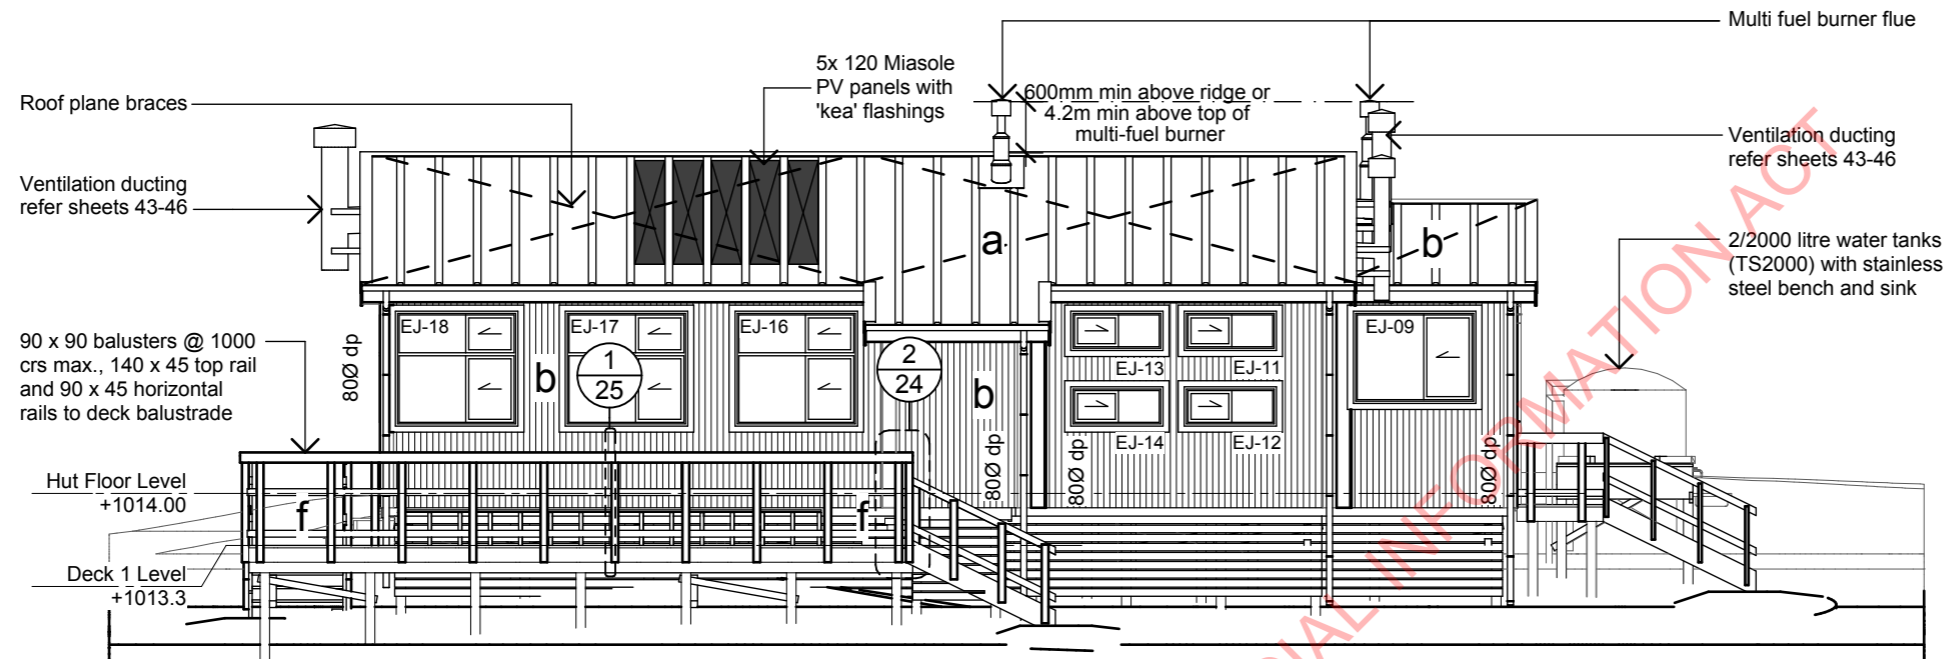 Multi fuel burner flue
5x 120 Miasole
PV panels with
'kea' flashings
Roof plane braces
600mm min above ridge or
4.2m min above top of
multi-fuel burner
Ventilation ducting
refer sheets 43-46
Ventilation ducting
refer sheets 43-46
a
b
2/2000 litre water tanks
(TS2000) with stainless
steel bench and sink
90 x 90 balusters @ 1000
crs max., 140 x 45 top rail
and 90 x 45 horizontal
rails to deck balustrade
80Ø dp
EJ-18
EJ-17
EJ-16
EJ-13
EJ-11
EJ-09
b
1
25
2
24
b
EJ-14
EJ-12
80Ø dp
80Ø dp
80Ø dp
Hut Floor Level
+1014.00
f
f
Deck 1 Level
+1013.3
IAL INFORMATION ACT